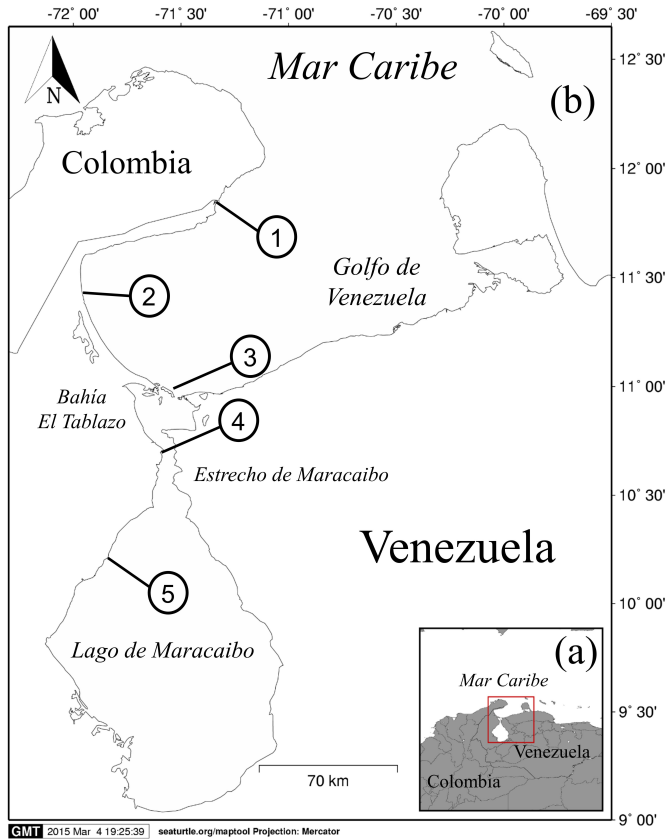 -72° 00' -71° 30' -71° 00' -70° 30' -70° 00' -69° 30'
12° 30'
Mar Caribe
(b)
N
Colombia
12° 00'
1
Golfo de
Venezuela
11° 30'
2
3
11° 00'
Bahía
El Tablazo
4
Estrecho de Maracaibo
10° 30'
Venezuela
5
10° 00'
Lago de Maracaibo
(a)
Mar Caribe
9° 30'
Venezuela
Colombia
70 km
9° 00'
GMT 2015 Mar 4 19:25:39 seaturtle.org/maptool Projection: Mercator